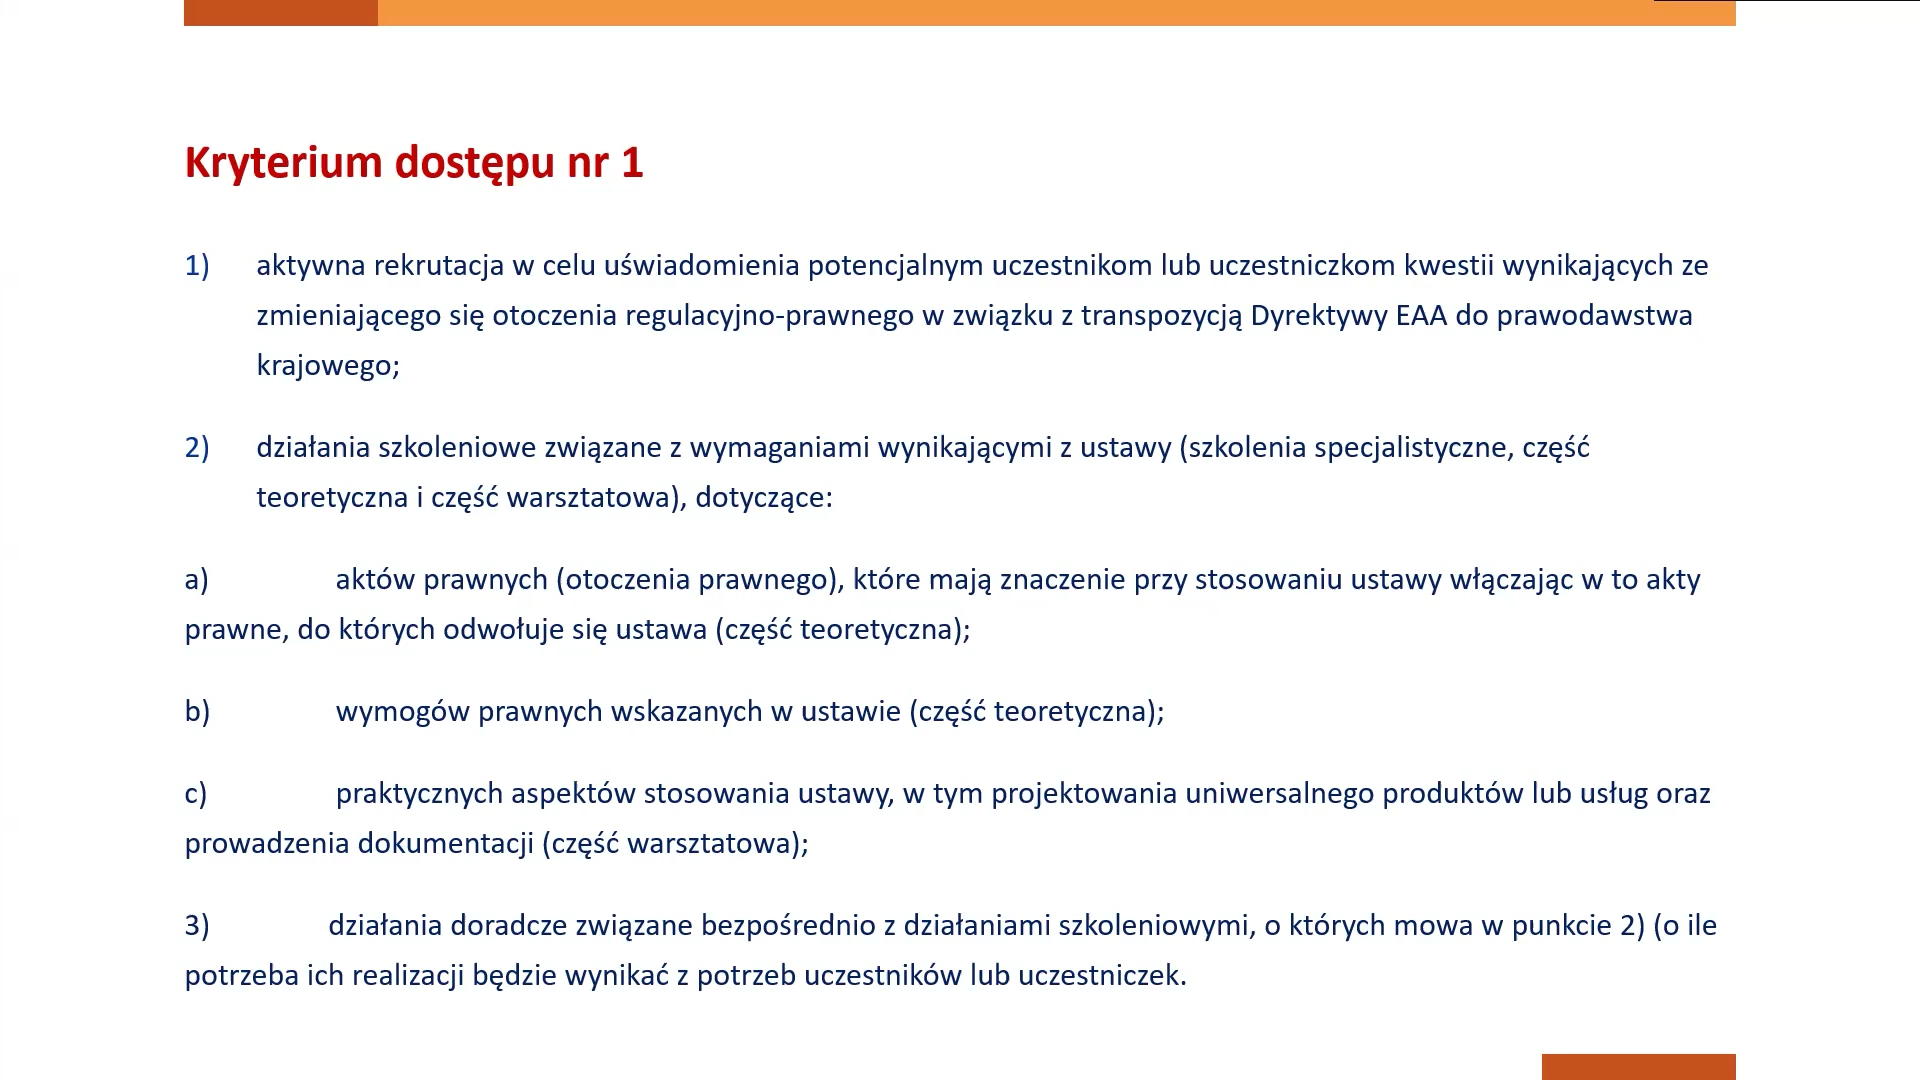 Kryterium dostępu nr 1
1) aktywna rekrutacja w celu uświadomienia potencjalnym uczestnikom lub uczestniczkom kwestii wynikających ze
zmieniającego się otoczenia regulacyjno-prawnego w związku z transpozycją Dyrektywy EAA do prawodawstwa
krajowego;
2) działania szkoleniowe związane z wymaganiami wynikającymi z ustawy (szkolenia specjalistyczne, część
teoretyczna i część warsztatowa), dotyczące:
a) aktów prawnych (otoczenia prawnego), które mają znaczenie przy stosowaniu ustawy włączając w to akty
prawne, do których odwołuje się ustawa (część teoretyczna);
b) wymogów prawnych wskazanych w ustawie (część teoretyczna);
c) praktycznych aspektów stosowania ustawy, w tym projektowania uniwersalnego produktów lub usług oraz
prowadzenia dokumentacji (część warsztatowa);
3) działania doradcze związane bezpośrednio z działaniami szkoleniowymi, o których mowa w punkcie 2) (o ile
potrzeba ich realizacji będzie wynikać z potrzeb uczestników lub uczestniczek.